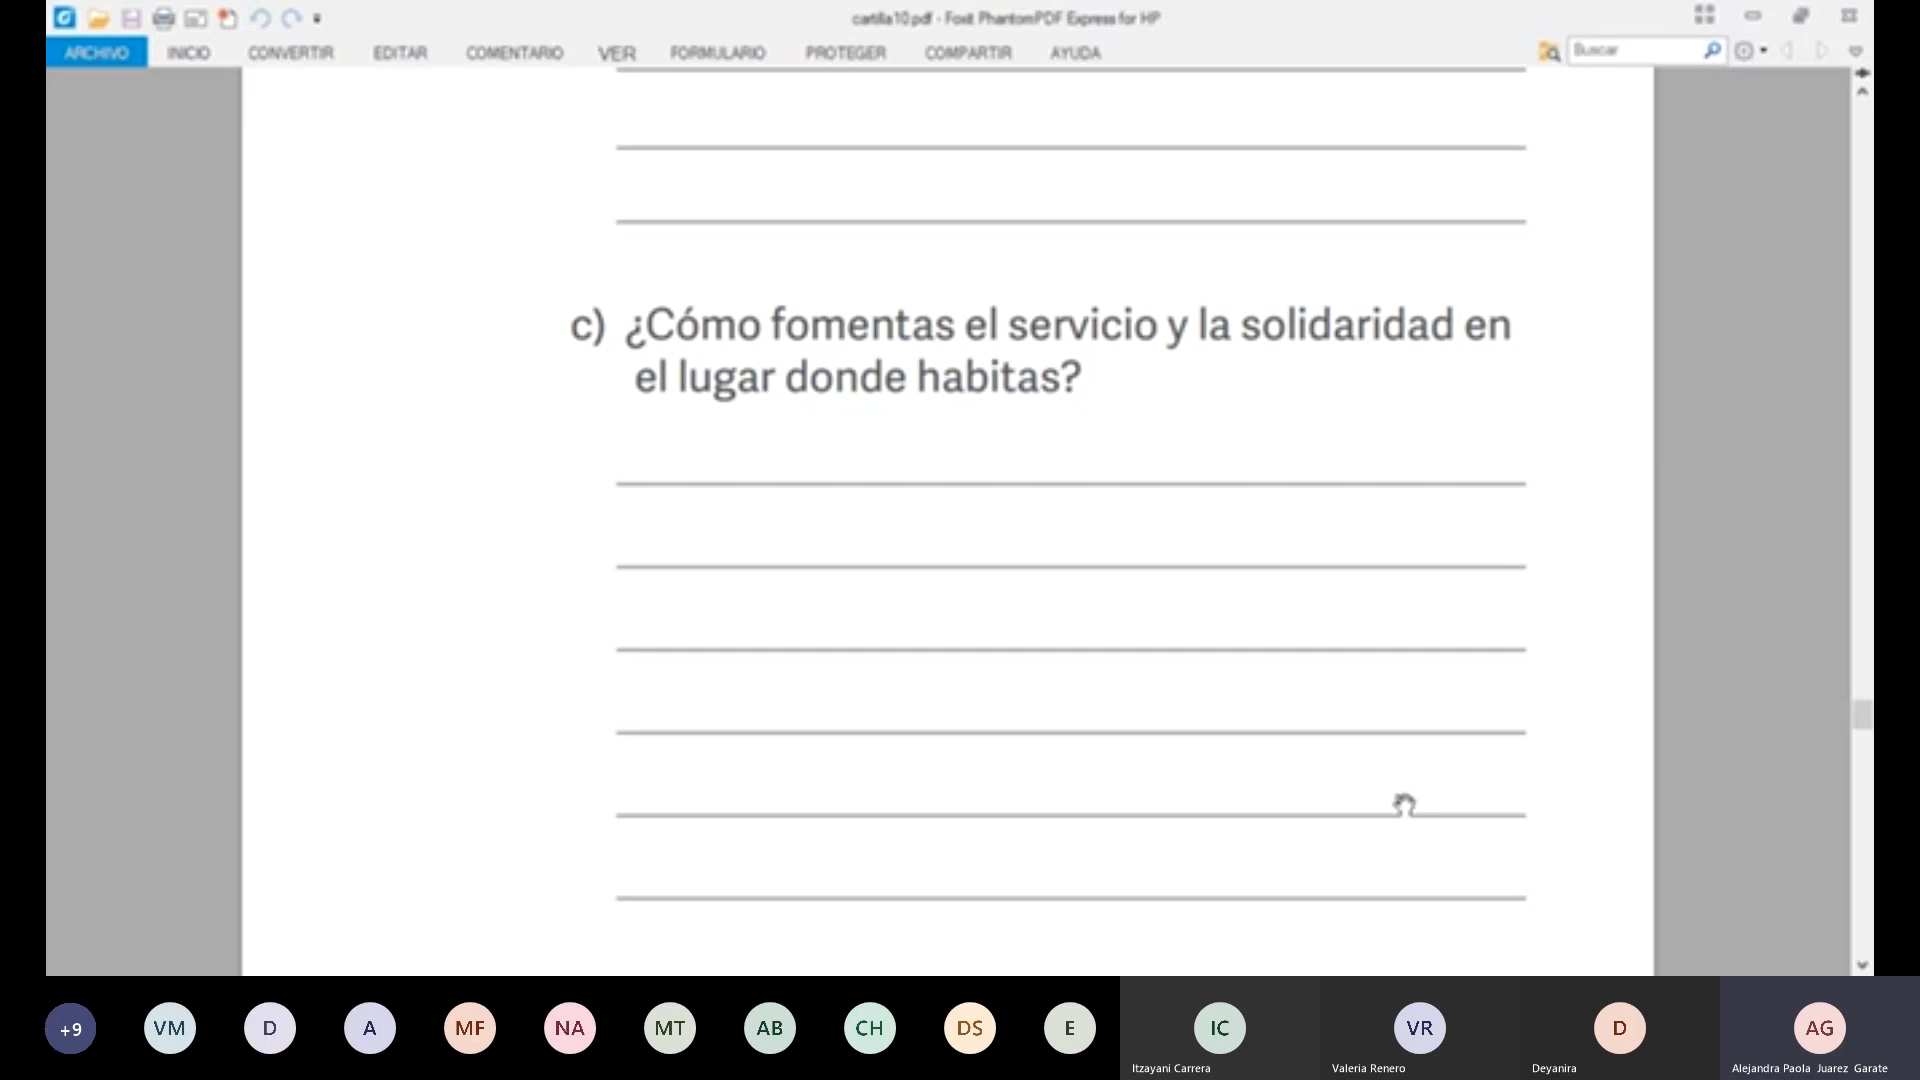 cartilla10.pdf - Foxit PhantomPDF Express for HP
ARCHIVO INICIO CONVERTIR EDITAR COMENTARIO VER FORMULARIO PROTEGER COMPARTIR AYUDA Buscar
c) ¿Cómo fomentas el servicio y la solidaridad en
el lugar donde habitas?
+9 VM D A MF NA MT AB CH DS E IC VR D AG
Itzayani Carrera Valeria Renero Deyanira Alejandra Paola Juarez Garate